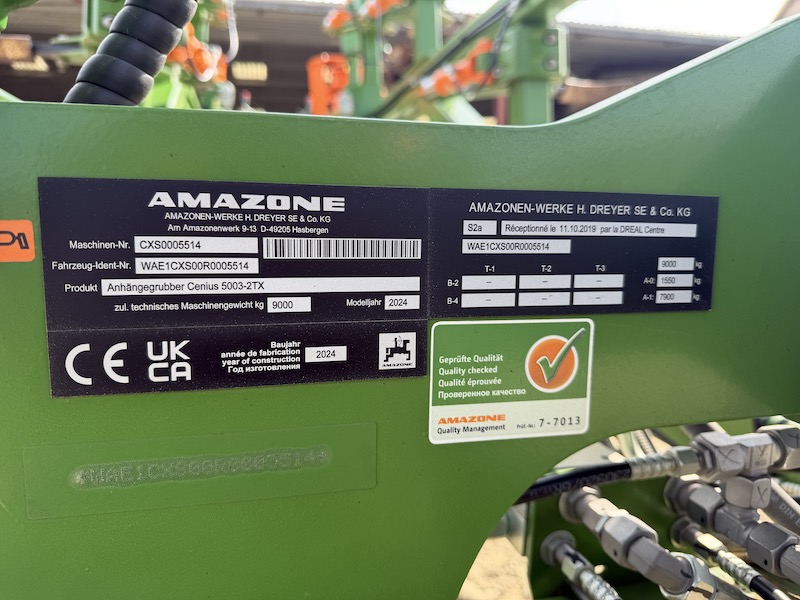 AMAZONE
AMAZONEN-WERKE H. DREYER SE & Co. KG
Am Amazonenwerk 9-13 D-49205 Hasbergen
Maschinen-Nr. CXS0005514
Fahrzeug-Ident-Nr. WAE1CXS00R0005514
Produkt Anhängegrubber Cenius 5003-2TX
zul. technisches Maschinengewicht kg 9000 Modelljahr 2024
CE UK CA
Baujahr
année de fabrication
year of construction
Год изготовления
2024
AMAZONE
AMAZONEN-WERKE H. DREYER SE & Co. KG
S2a Réceptionné le 11.10.2019 par la DREAL Centre
WAE1CXS00R0005514
9000 kg
T-1 T-2 T-3
B-2 – – – A-0: 1550 kg
B-4 – – – A-1: 7900 kg
Geprüfte Qualität
Quality checked
Qualité éprouvée
Проверенное качество
AMAZONE
Quality Management
Prüf.-Nr.: 7-7013
*WAE1CXS00R0005514*